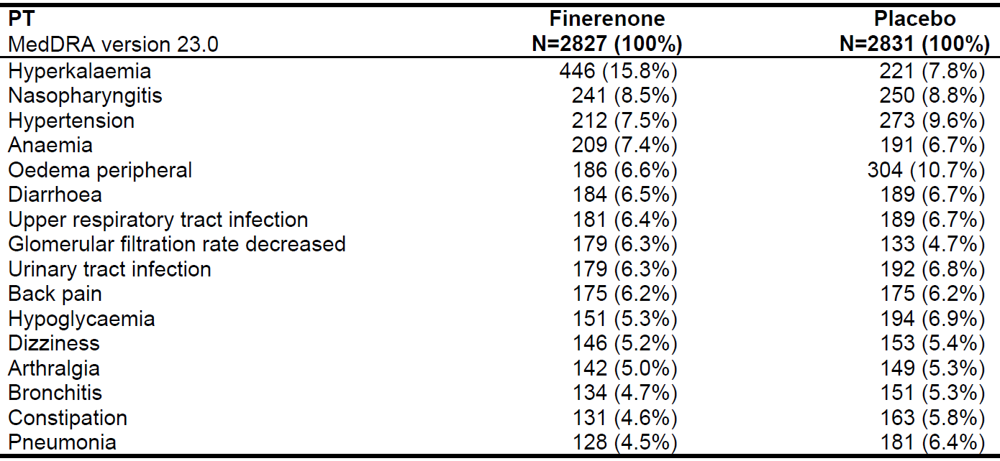 PT Finerenone Placebo
MedDRA version 23.0 N=2827 (100%) N=2831 (100%)
Hyperkalaemia 446 (15.8%) 221 (7.8%)
Nasopharyngitis 241 (8.5%) 250 (8.8%)
Hypertension 212 (7.5%) 273 (9.6%)
Anaemia 209 (7.4%) 191 (6.7%)
Oedema peripheral 186 (6.6%) 304 (10.7%)
Diarrhoea 184 (6.5%) 189 (6.7%)
Upper respiratory tract infection 181 (6.4%) 189 (6.7%)
Glomerular filtration rate decreased 179 (6.3%) 133 (4.7%)
Urinary tract infection 179 (6.3%) 192 (6.8%)
Back pain 175 (6.2%) 175 (6.2%)
Hypoglycaemia 151 (5.3%) 194 (6.9%)
Dizziness 146 (5.2%) 153 (5.4%)
Arthralgia 142 (5.0%) 149 (5.3%)
Bronchitis 134 (4.7%) 151 (5.3%)
Constipation 131 (4.6%) 163 (5.8%)
Pneumonia 128 (4.5%) 181 (6.4%)